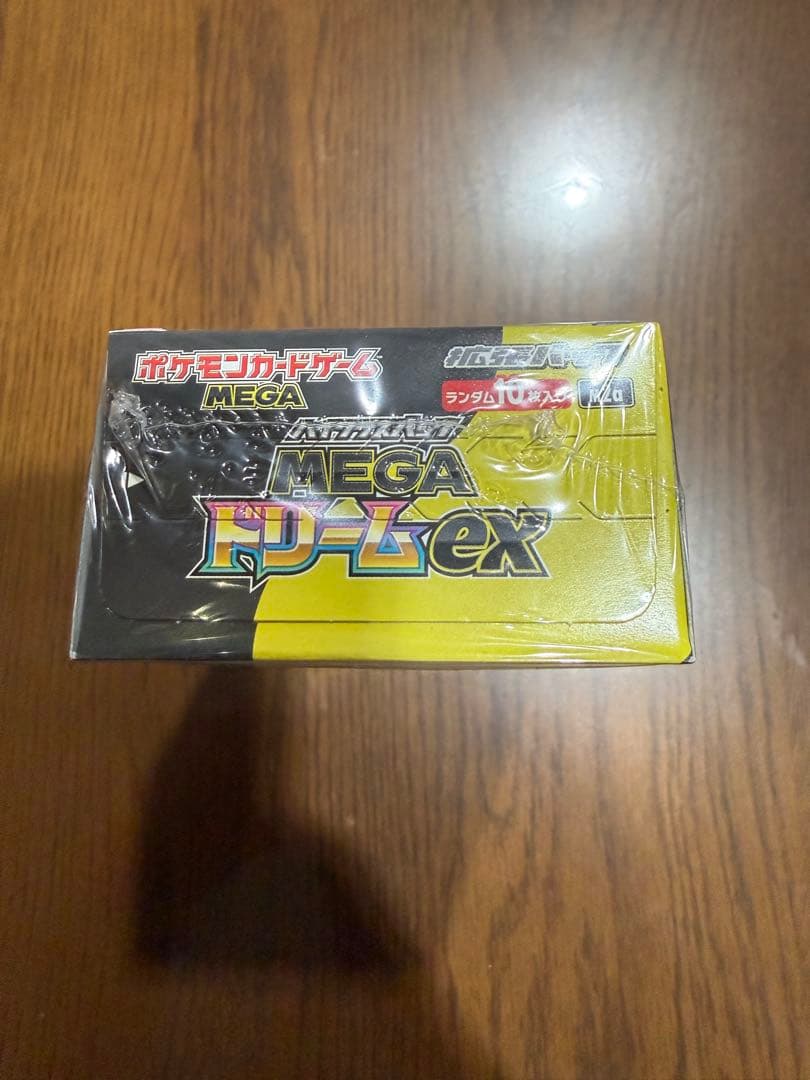 ポケモンカードゲーム
MEGA
拡張パック
ランダム10枚入り
M2a
ハイクラスパック
MEGA
ドリームex